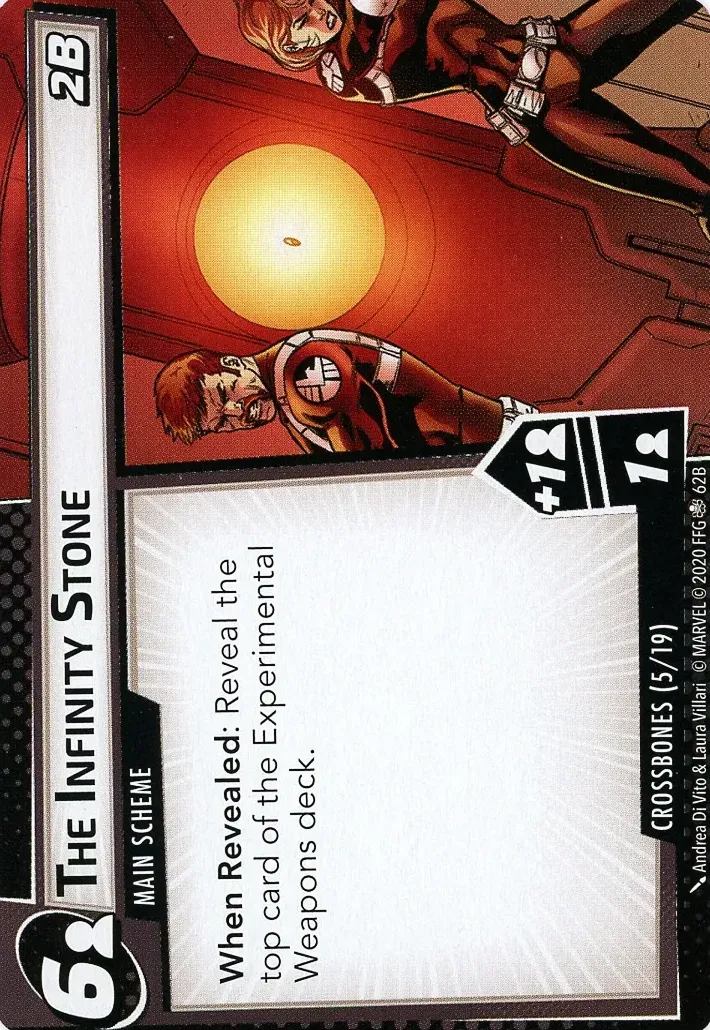 6
THE INFINITY STONE
2B
MAIN SCHEME
+1
1
When Revealed: Reveal the
top card of the Experimental
Weapons deck.
CROSSBONES (5/19)
Andrea Di Vito & Laura Villari © MARVEL © 2020 FFG 62B